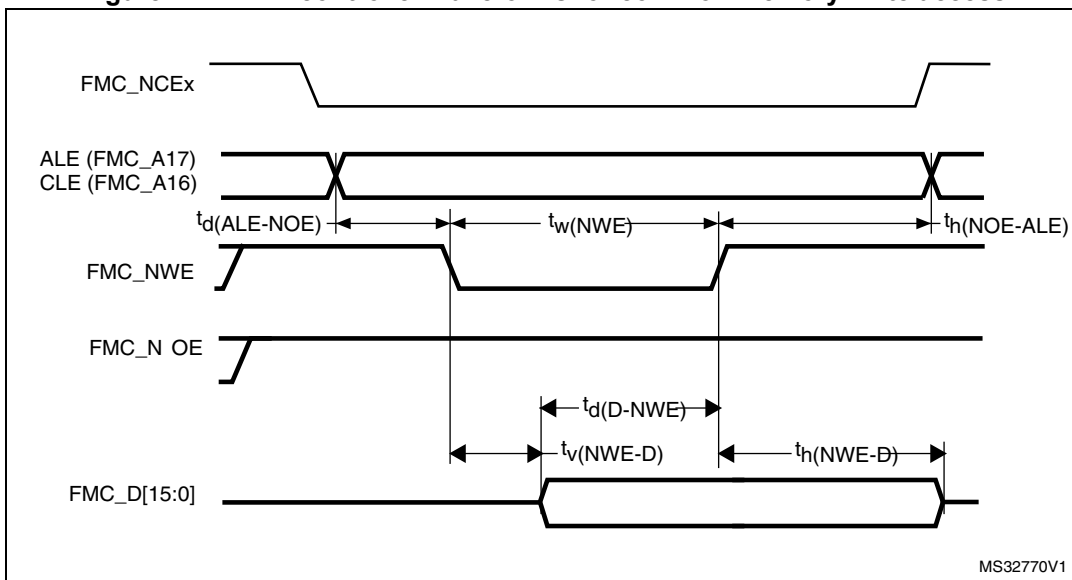 FMC_NCEx
ALE (FMC_A17)
CLE (FMC_A16)
td(ALE-NOE)
tw(NWE)
th(NOE-ALE)
FMC_NWE
FMC_N OE
td(D-NWE)
tv(NWE-D)
th(NWE-D)
FMC_D[15:0]
MS32770V1